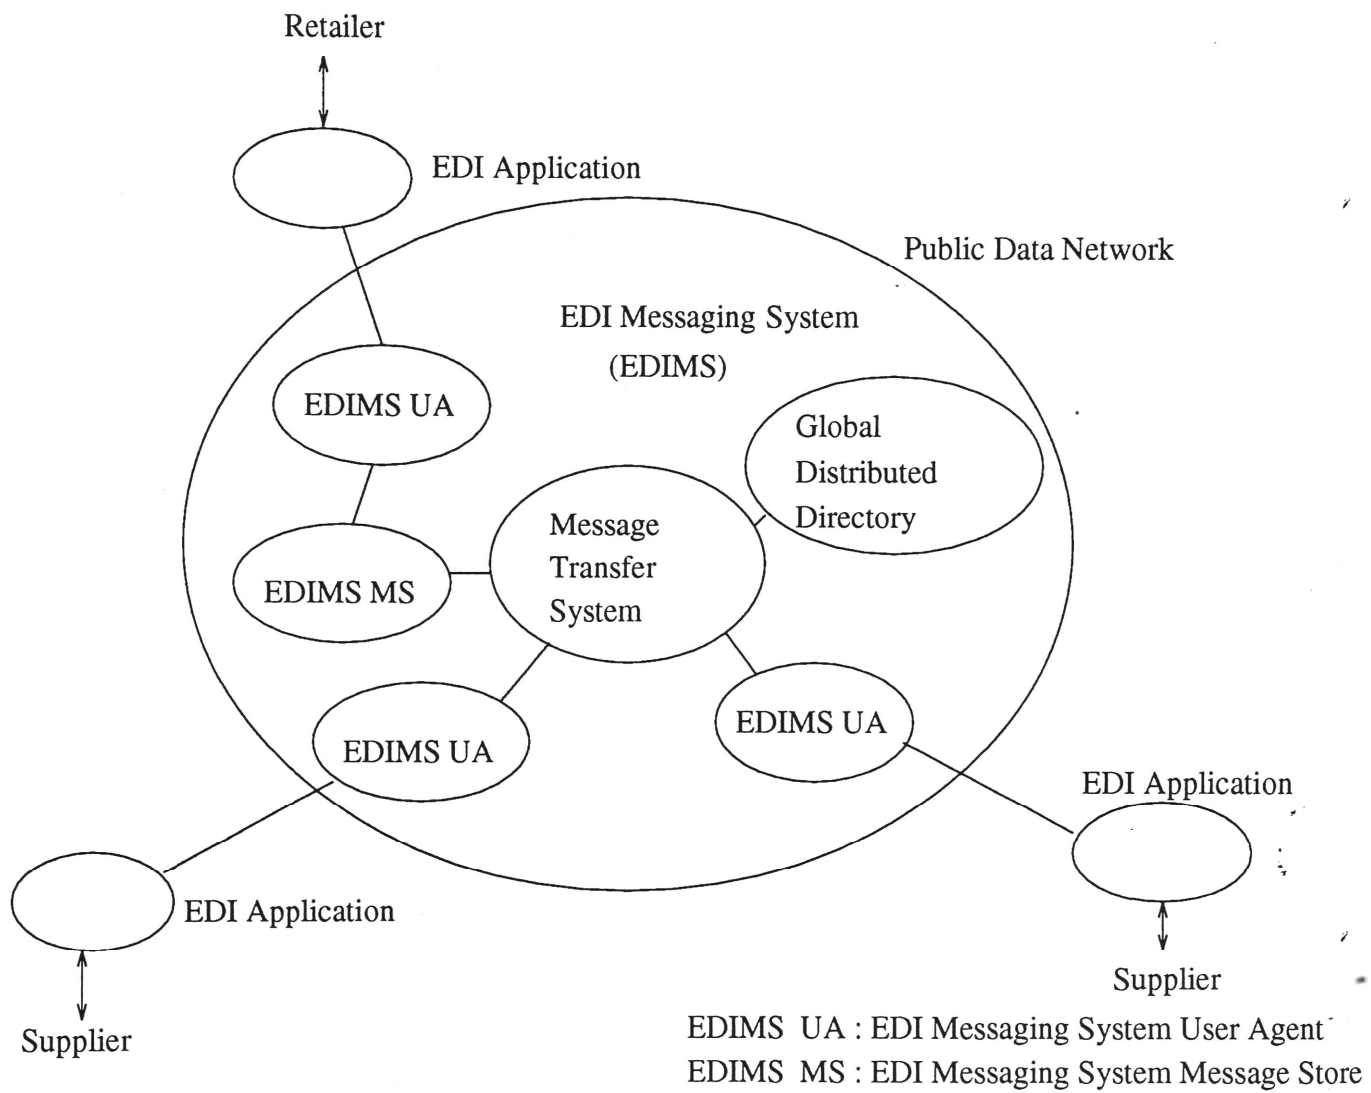 Retailer
EDI Application
Public Data Network
EDI Messaging System
(EDIMS)
EDIMS UA
Global
Distributed
Directory
Message
Transfer
System
EDIMS MS
EDIMS UA
EDIMS UA
EDI Application
EDI Application
Supplier
Supplier
EDIMS UA : EDI Messaging System User Agent
EDIMS MS : EDI Messaging System Message Store